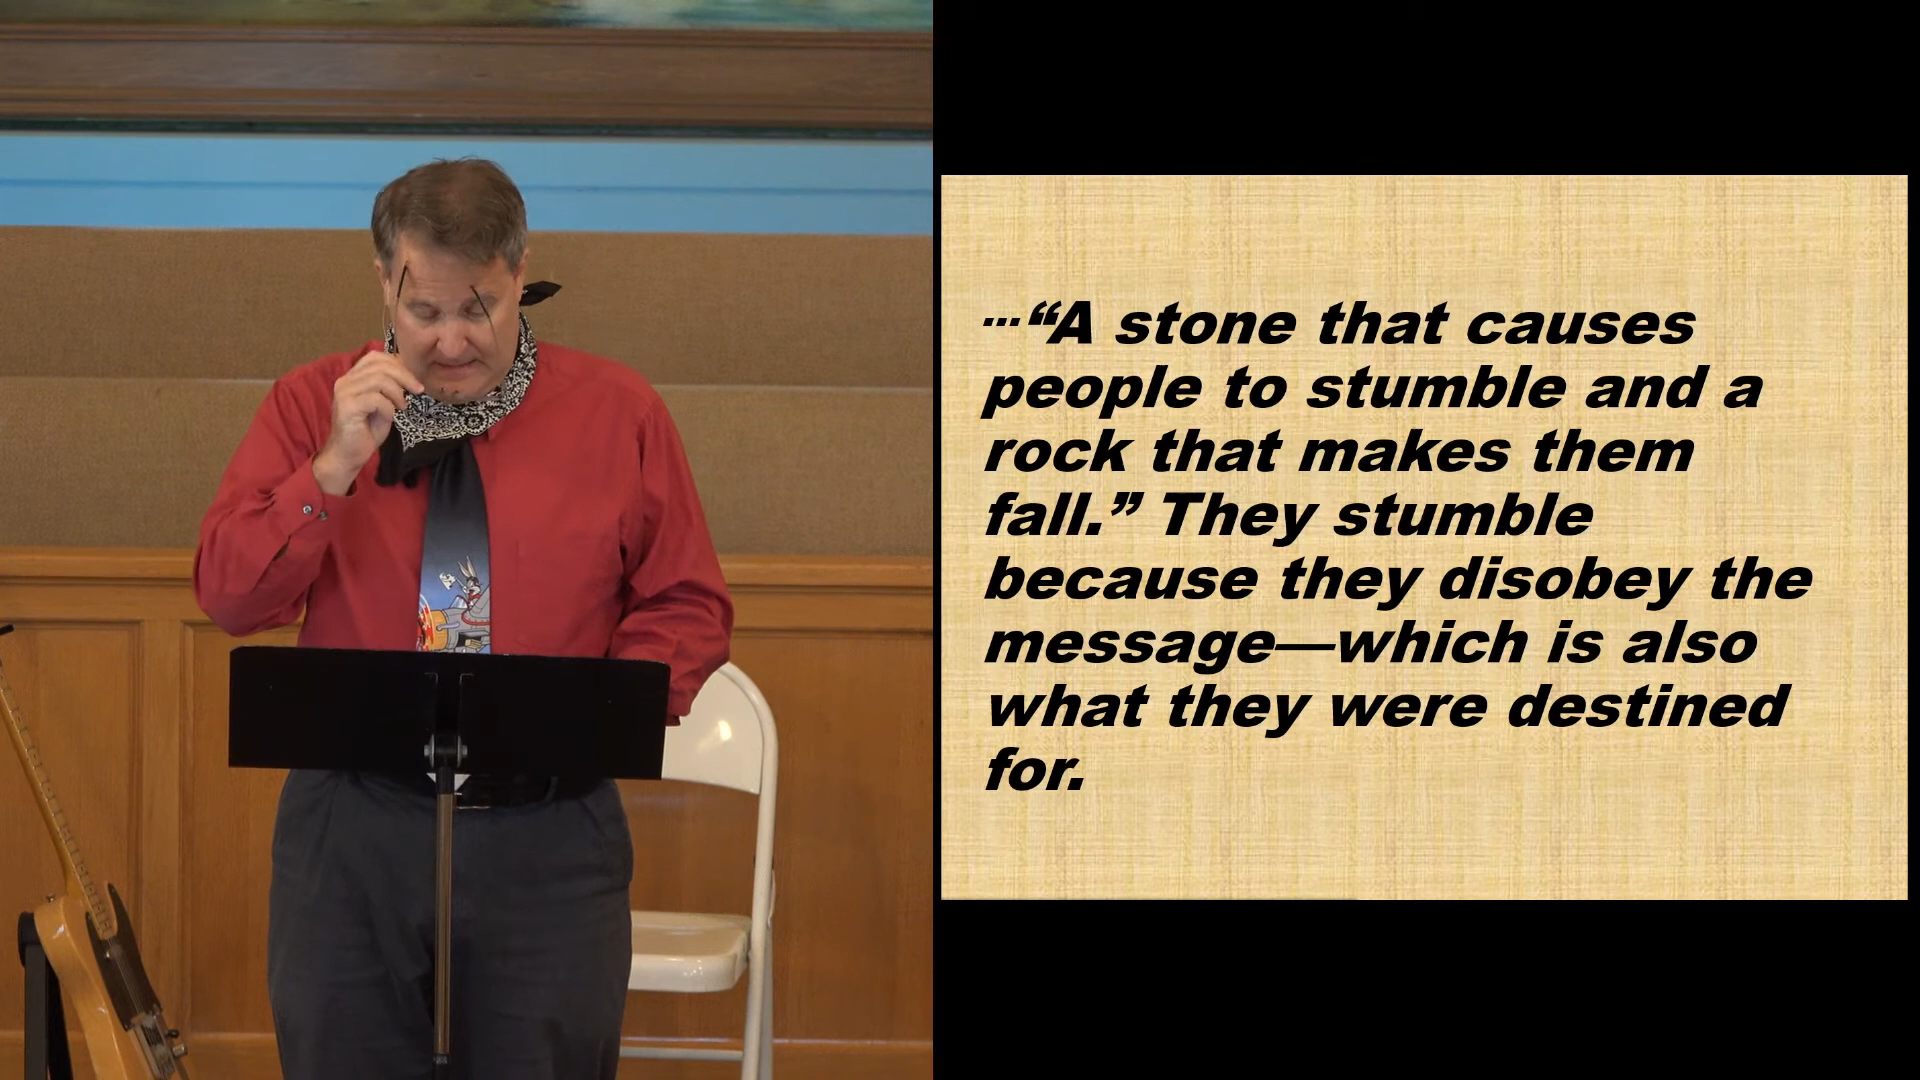 …“A stone that causes
people to stumble and a
rock that makes them
fall.” They stumble
because they disobey the
message—which is also
what they were destined
for.